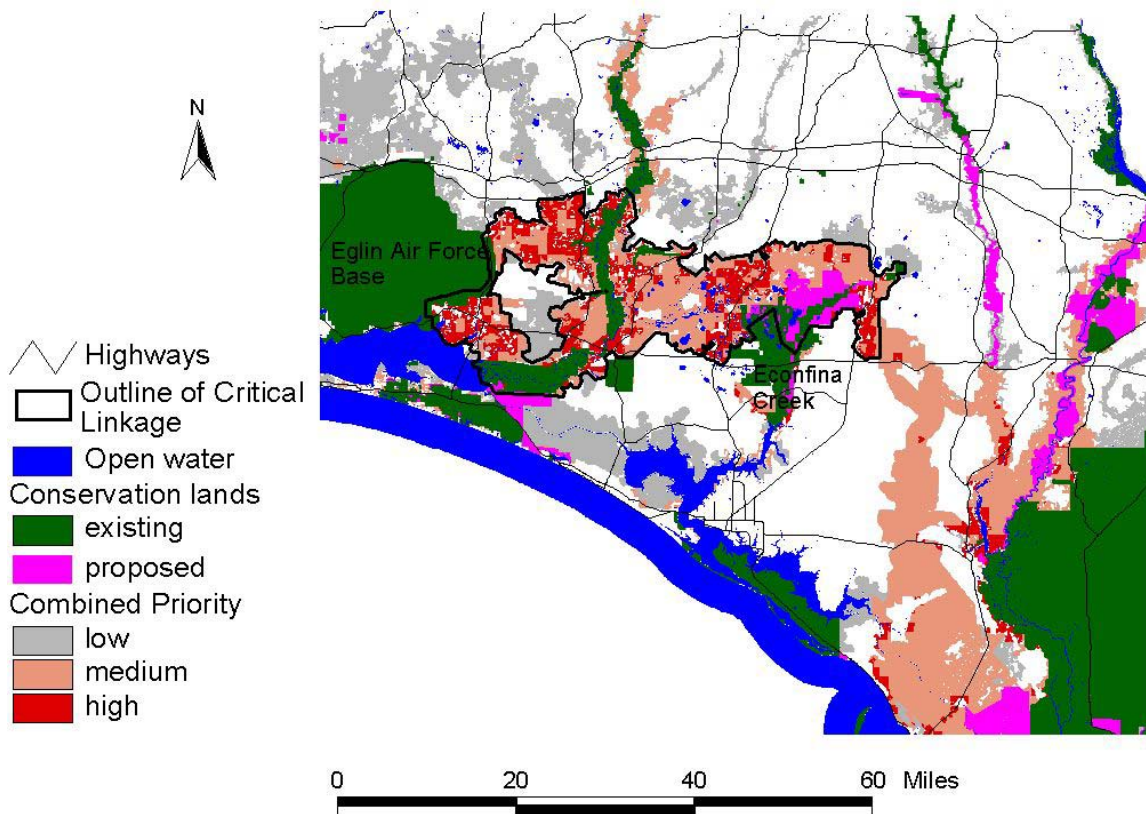 N
Eglin Air Force
Base
Econfina
Creek
Highways
Outline of Critical
Linkage
Open water
Conservation lands
existing
proposed
Combined Priority
low
medium
high
0 20 40 60 Miles